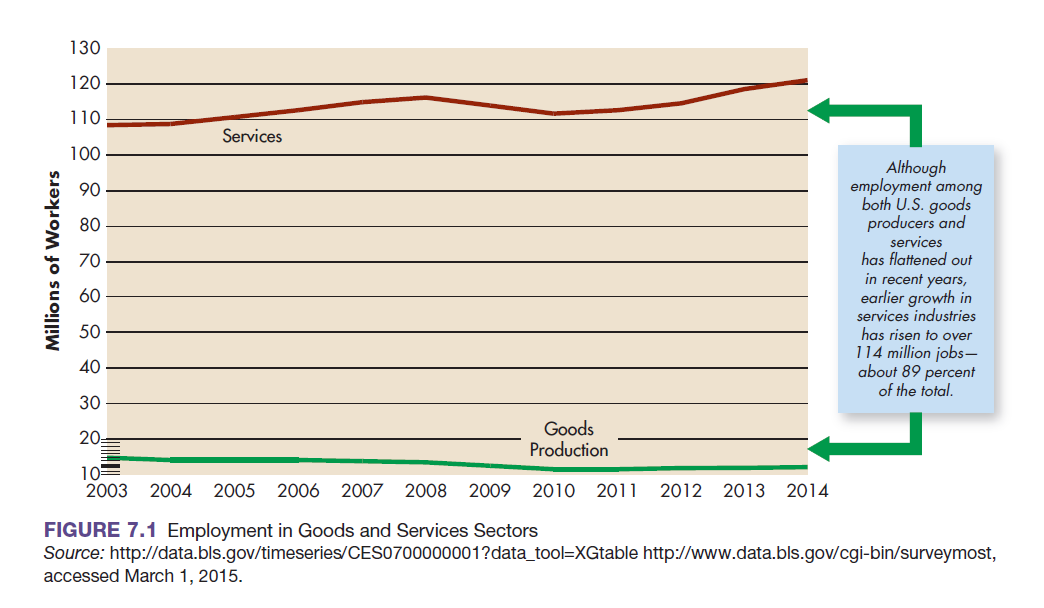 130
120
110
100
90
80
70
60
50
40
30
20
10
Millions of Workers
Services
Goods
Production
2003 2004 2005 2006 2007 2008 2009 2010 2011 2012 2013 2014
Although
employment among
both U.S. goods
producers and
services
has flattened out
in recent years,
earlier growth in
services industries
has risen to over
114 million jobs—
about 89 percent
of the total.
FIGURE 7.1 Employment in Goods and Services Sectors
Source: http://data.bls.gov/timeseries/CES0700000001?data_tool=XGtable http://www.data.bls.gov/cgi-bin/surveymost,
accessed March 1, 2015.